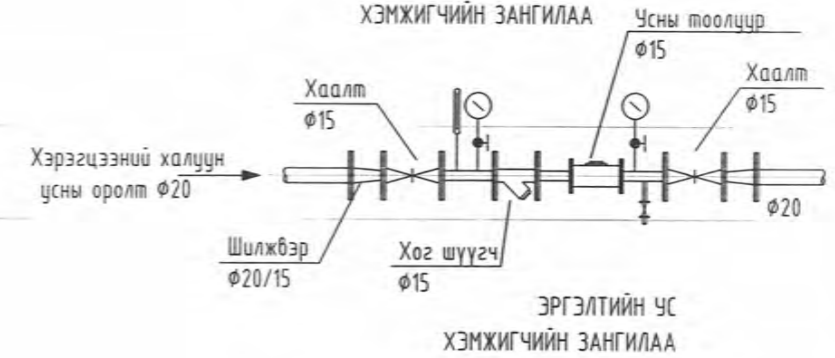 ХЭМЖИГЧИЙН ЗАНГИЛАА
Усны тоолуур
Ф15
Хаалт
Ф15
Хаалт
Ф15
Хэрэгцээний халуун
усны оролт Ф20
Ф20
Шилжвэр
Ф20/15
Хог шүүгч
Ф15
ЭРГЭЛТИЙН УС
ХЭМЖИГЧИЙН ЗАНГИЛАА